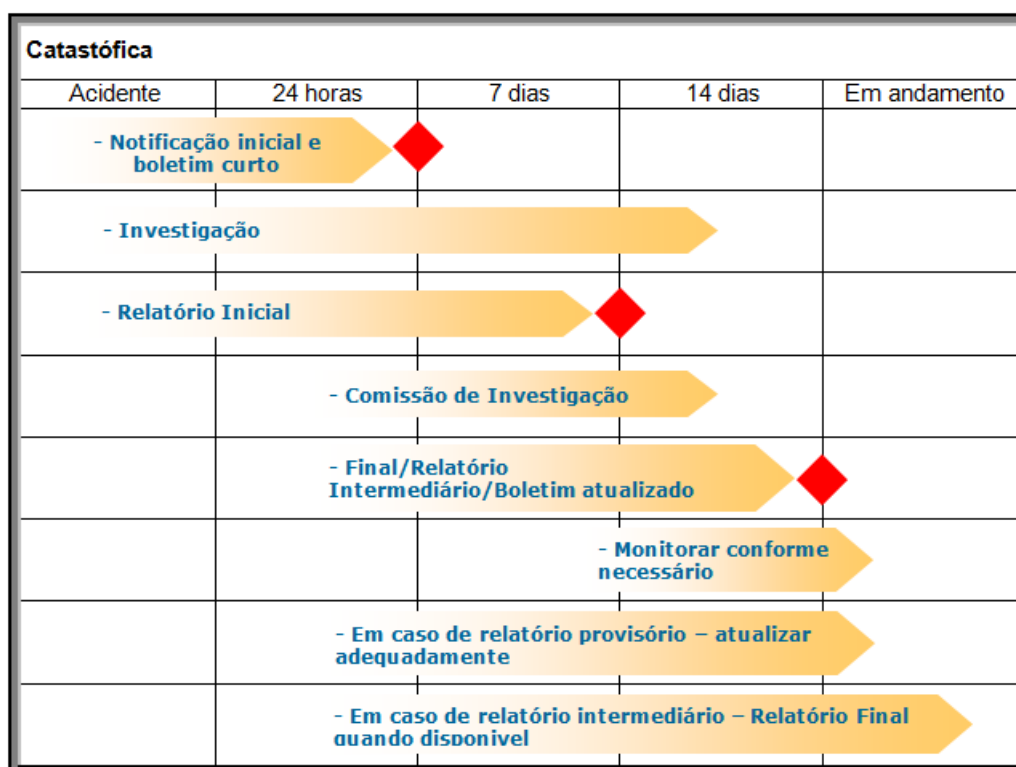 Catastófica
Acidente
24 horas
7 dias
14 dias
Em andamento
- Notificação inicial e
boletim curto
- Investigação
- Relatório Inicial
- Comissão de Investigação
- Final/Relatório
Intermediário/Boletim atualizado
- Monitorar conforme
necessário
- Em caso de relatório provisório – atualizar
adequadamente
- Em caso de relatório intermediário – Relatório Final
quando disponivel